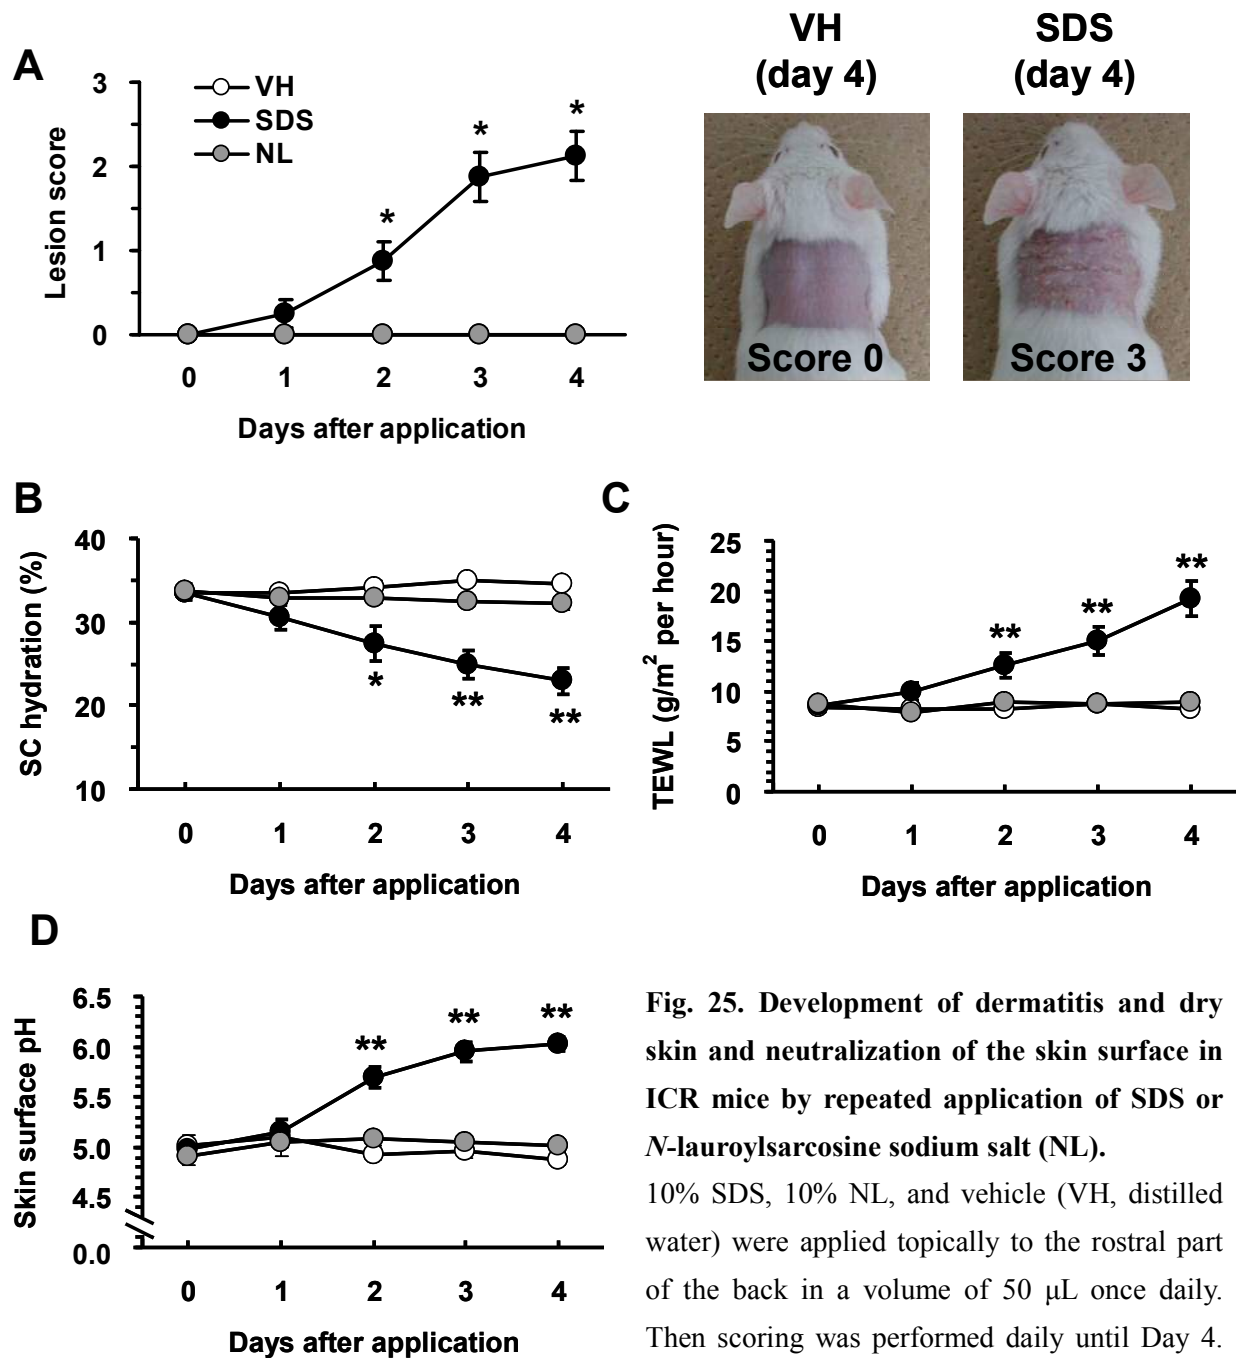 A
VH
(day 4)
SDS
(day 4)
3
2
1
0
Lesion score
VH
SDS
NL
*
*
*
0 1 2 3 4
Days after application
Score 0
Score 3
B
40
30
20
10
SC hydration (%)
*
**
**
0 1 2 3 4
Days after application
C
25
20
15
10
5
0
TEWL (g/m² per hour)
**
**
**
0 1 2 3 4
Days after application
D
6.5
6.0
5.5
5.0
4.5
0.0
Skin surface pH
**
**
**
0 1 2 3 4
Days after application
Fig. 25. Development of dermatitis and dry
skin and neutralization of the skin surface in
ICR mice by repeated application of SDS or
N-lauroylsarcosine sodium salt (NL).
10% SDS, 10% NL, and vehicle (VH, distilled
water) were applied topically to the rostral part
of the back in a volume of 50 μL once daily.
Then scoring was performed daily until Day 4.